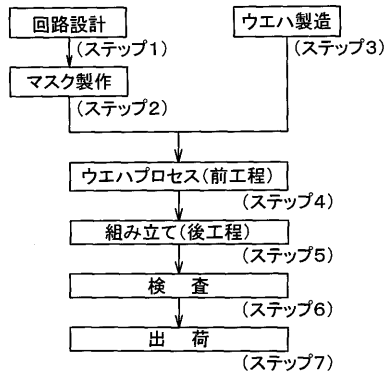 回路設計
(ステップ1)
マスク製作
(ステップ2)
ウエハ製造
(ステップ3)
ウエハプロセス(前工程)
(ステップ4)
組み立て(後工程)
(ステップ5)
検 査
(ステップ6)
出 荷
(ステップ7)